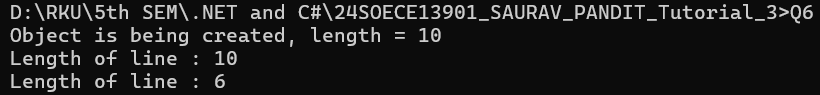 D:\RKU\5th SEM\.NET and C#\24SOECE13901_SAURAV_PANDIT_Tutorial_3>Q6
Object is being created, length = 10
Length of line : 10
Length of line : 6